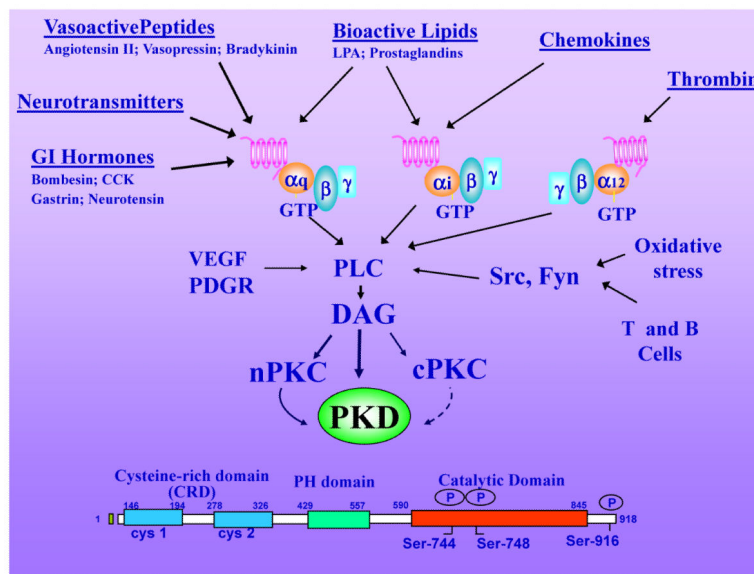 VasoactivePeptides
Angiotensin II; Vasopressin; Bradykinin
Bioactive Lipids
LPA; Prostaglandins
Chemokines
Thrombin
Neurotransmitters
GI Hormones
Bombesin; CCK
Gastrin; Neurotensin
αq β γ
GTP
αi β γ
GTP
γ β α12
GTP
VEGF
PDGR
PLC
Src, Fyn
Oxidative
stress
T and B
Cells
DAG
nPKC
cPKC
PKD
Cysteine-rich domain
(CRD)
PH domain
Catalytic Domain
P P P
146 194 278 326 429 557 590 845
1 918
cys 1 cys 2
Ser-744 Ser-748 Ser-916